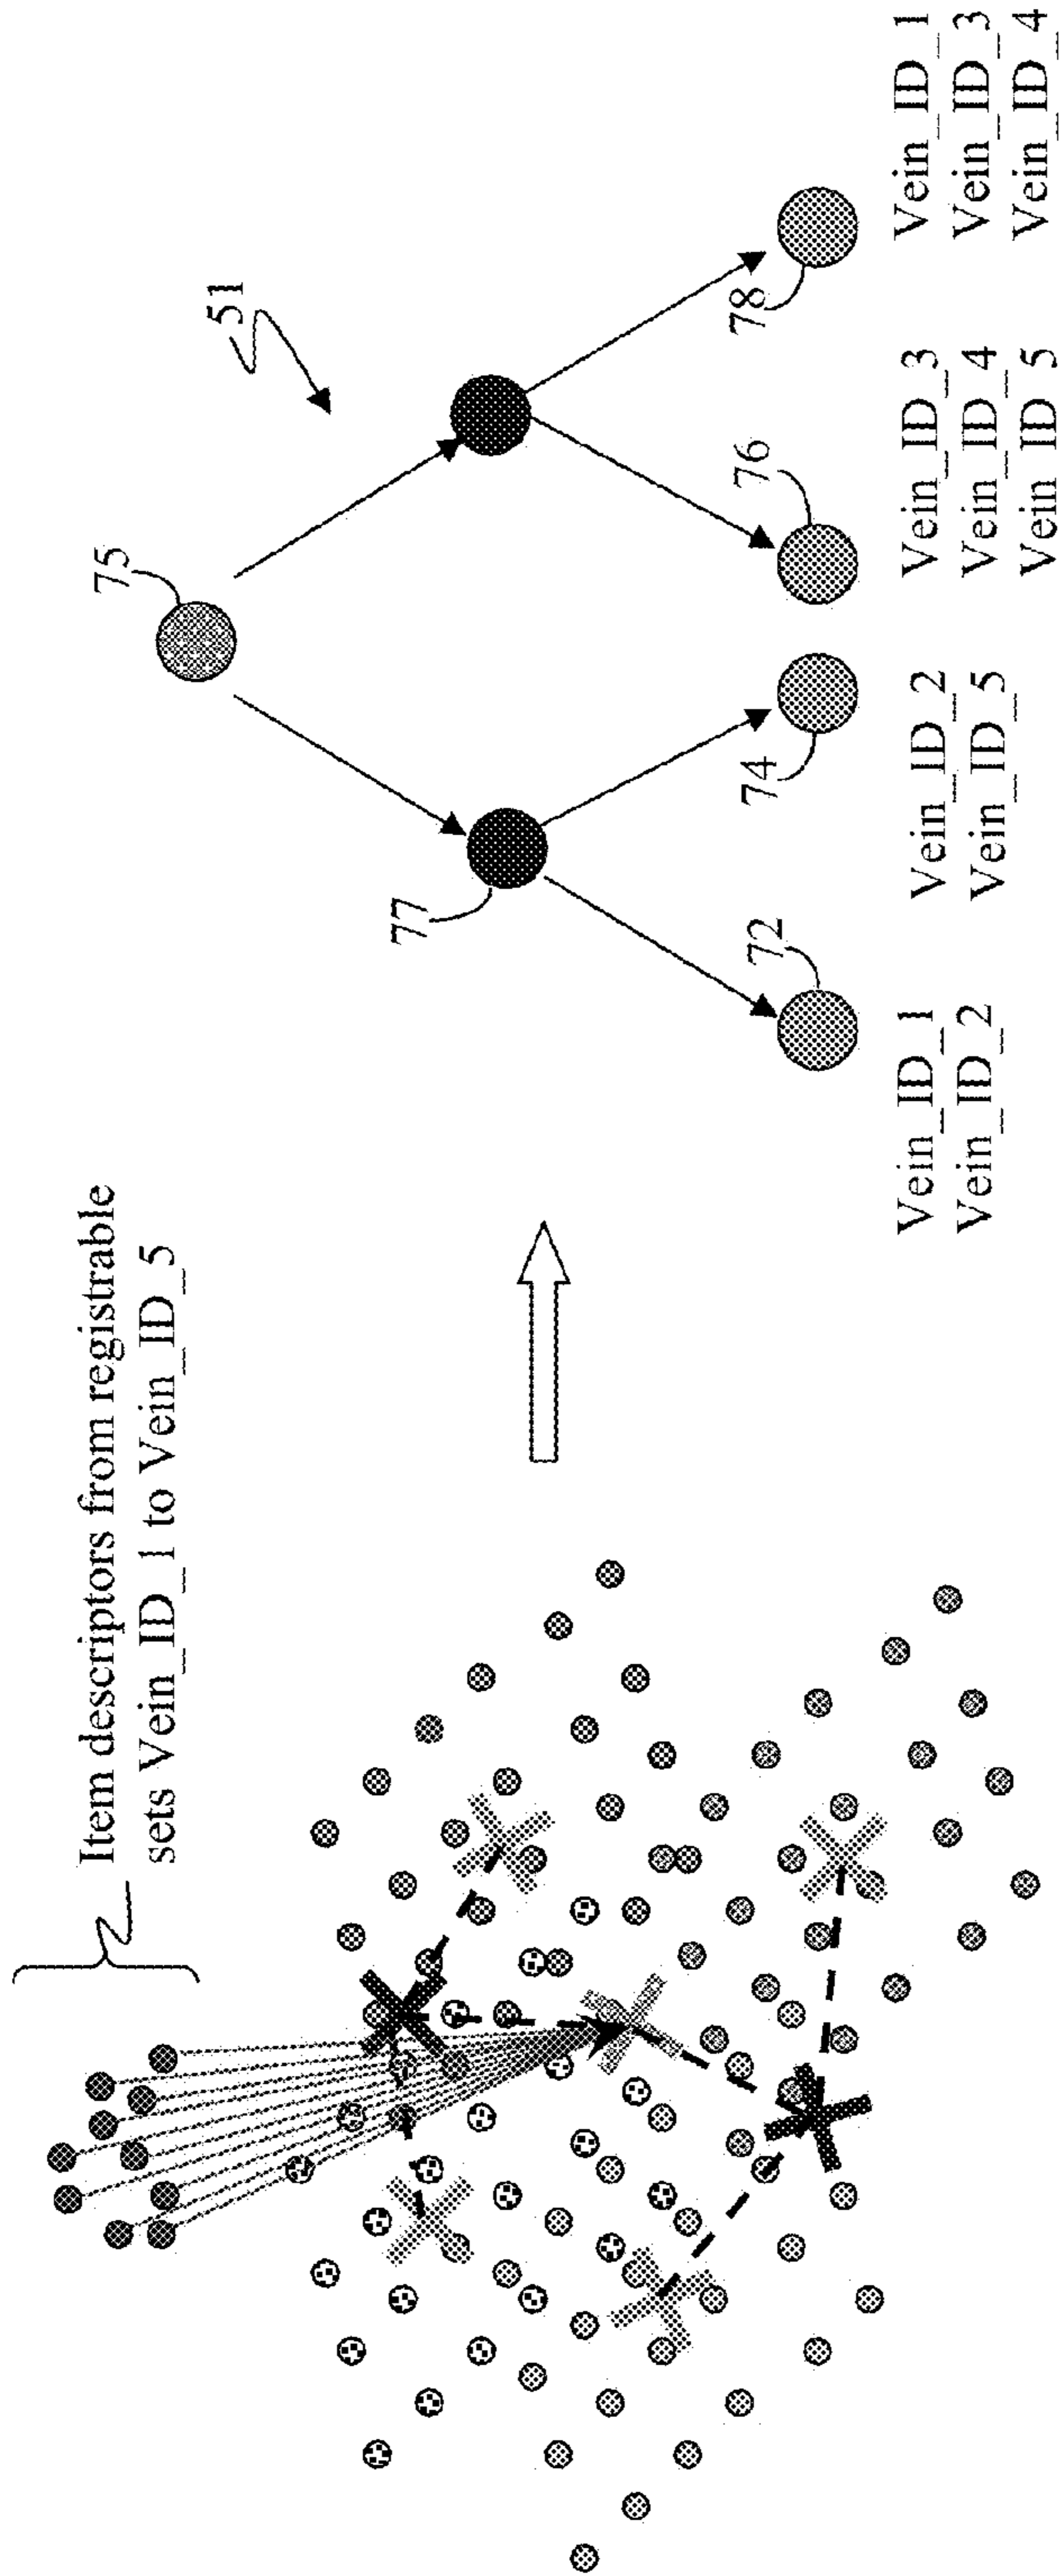 Item descriptors from registrable
sets Vein_ID_1 to Vein_ID_5
51
75
77
72
74
76
78
Vein_ID_1
Vein_ID_2
Vein_ID_2
Vein_ID_5
Vein_ID_3
Vein_ID_4
Vein_ID_5
Vein_ID_1
Vein_ID_3
Vein_ID_4